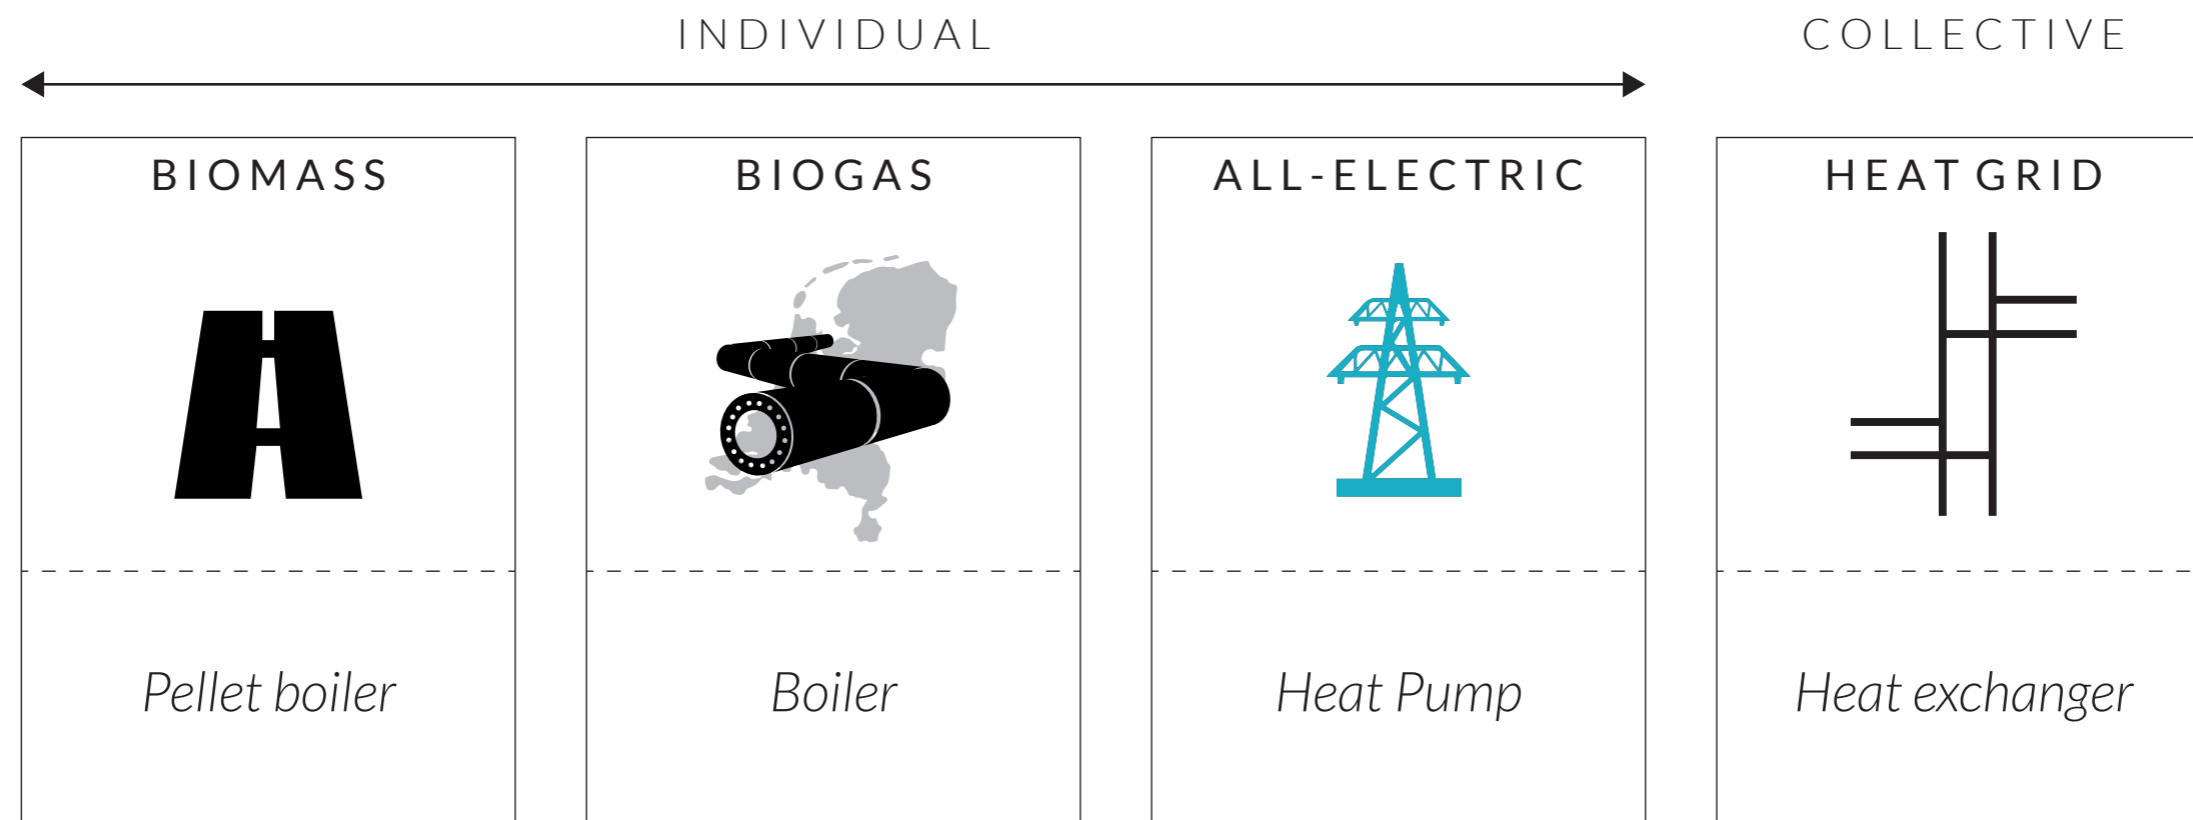 INDIVIDUAL
COLLECTIVE
BIOMASS
BIOGAS
ALL-ELECTRIC
HEAT GRID
Pellet boiler
Boiler
Heat Pump
Heat exchanger